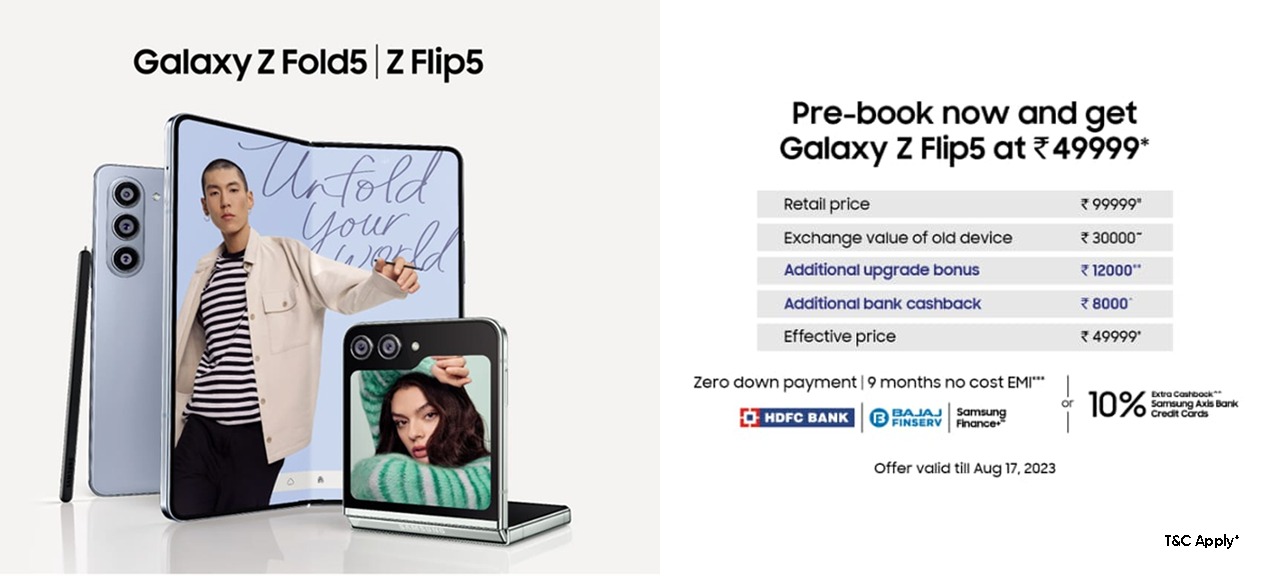 Galaxy Z Fold5 | Z Flip5
Unfold
your
world
Pre-book now and get
Galaxy Z Flip5 at ₹49999*
Retail price ₹ 99999#
Exchange value of old device ₹ 30000~
Additional upgrade bonus ₹ 12000**
Additional bank cashback ₹ 8000^
Effective price ₹ 49999*
Zero down payment | 9 months no cost EMI***
HDFC BANK
BAJAJ
FINSERV
Samsung
Finance+
or
10%
Extra Cashback^^
Samsung Axis Bank
Credit Cards
Offer valid till Aug 17, 2023
T&C Apply*